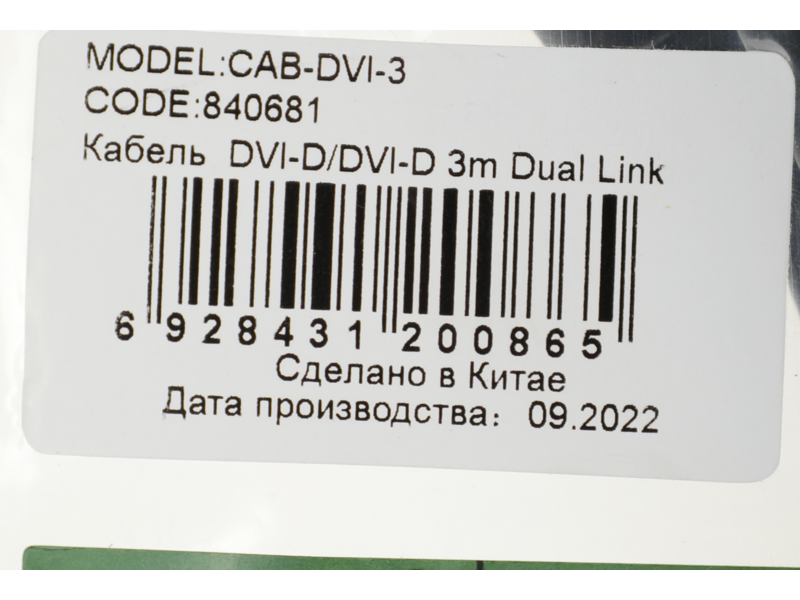 MODEL:CAB-DVI-3
CODE:840681
Кабель DVI-D/DVI-D 3m Dual Link
6 928431 200865
Сделано в Китае
Дата производства: 09.2022